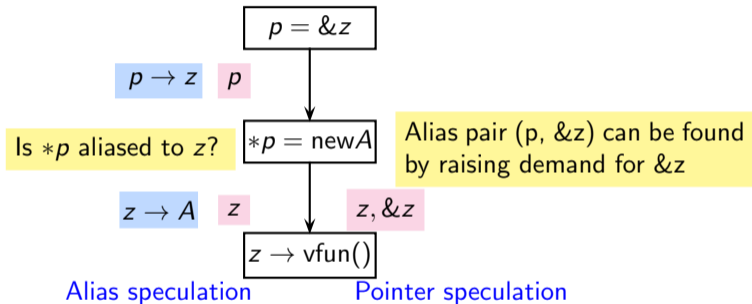 p = &z
p → z p
Is *p aliased to z?
*p = newA
Alias pair (p, &z) can be found
by raising demand for &z
z → A z
z, &z
z → vfun()
Alias speculation
Pointer speculation